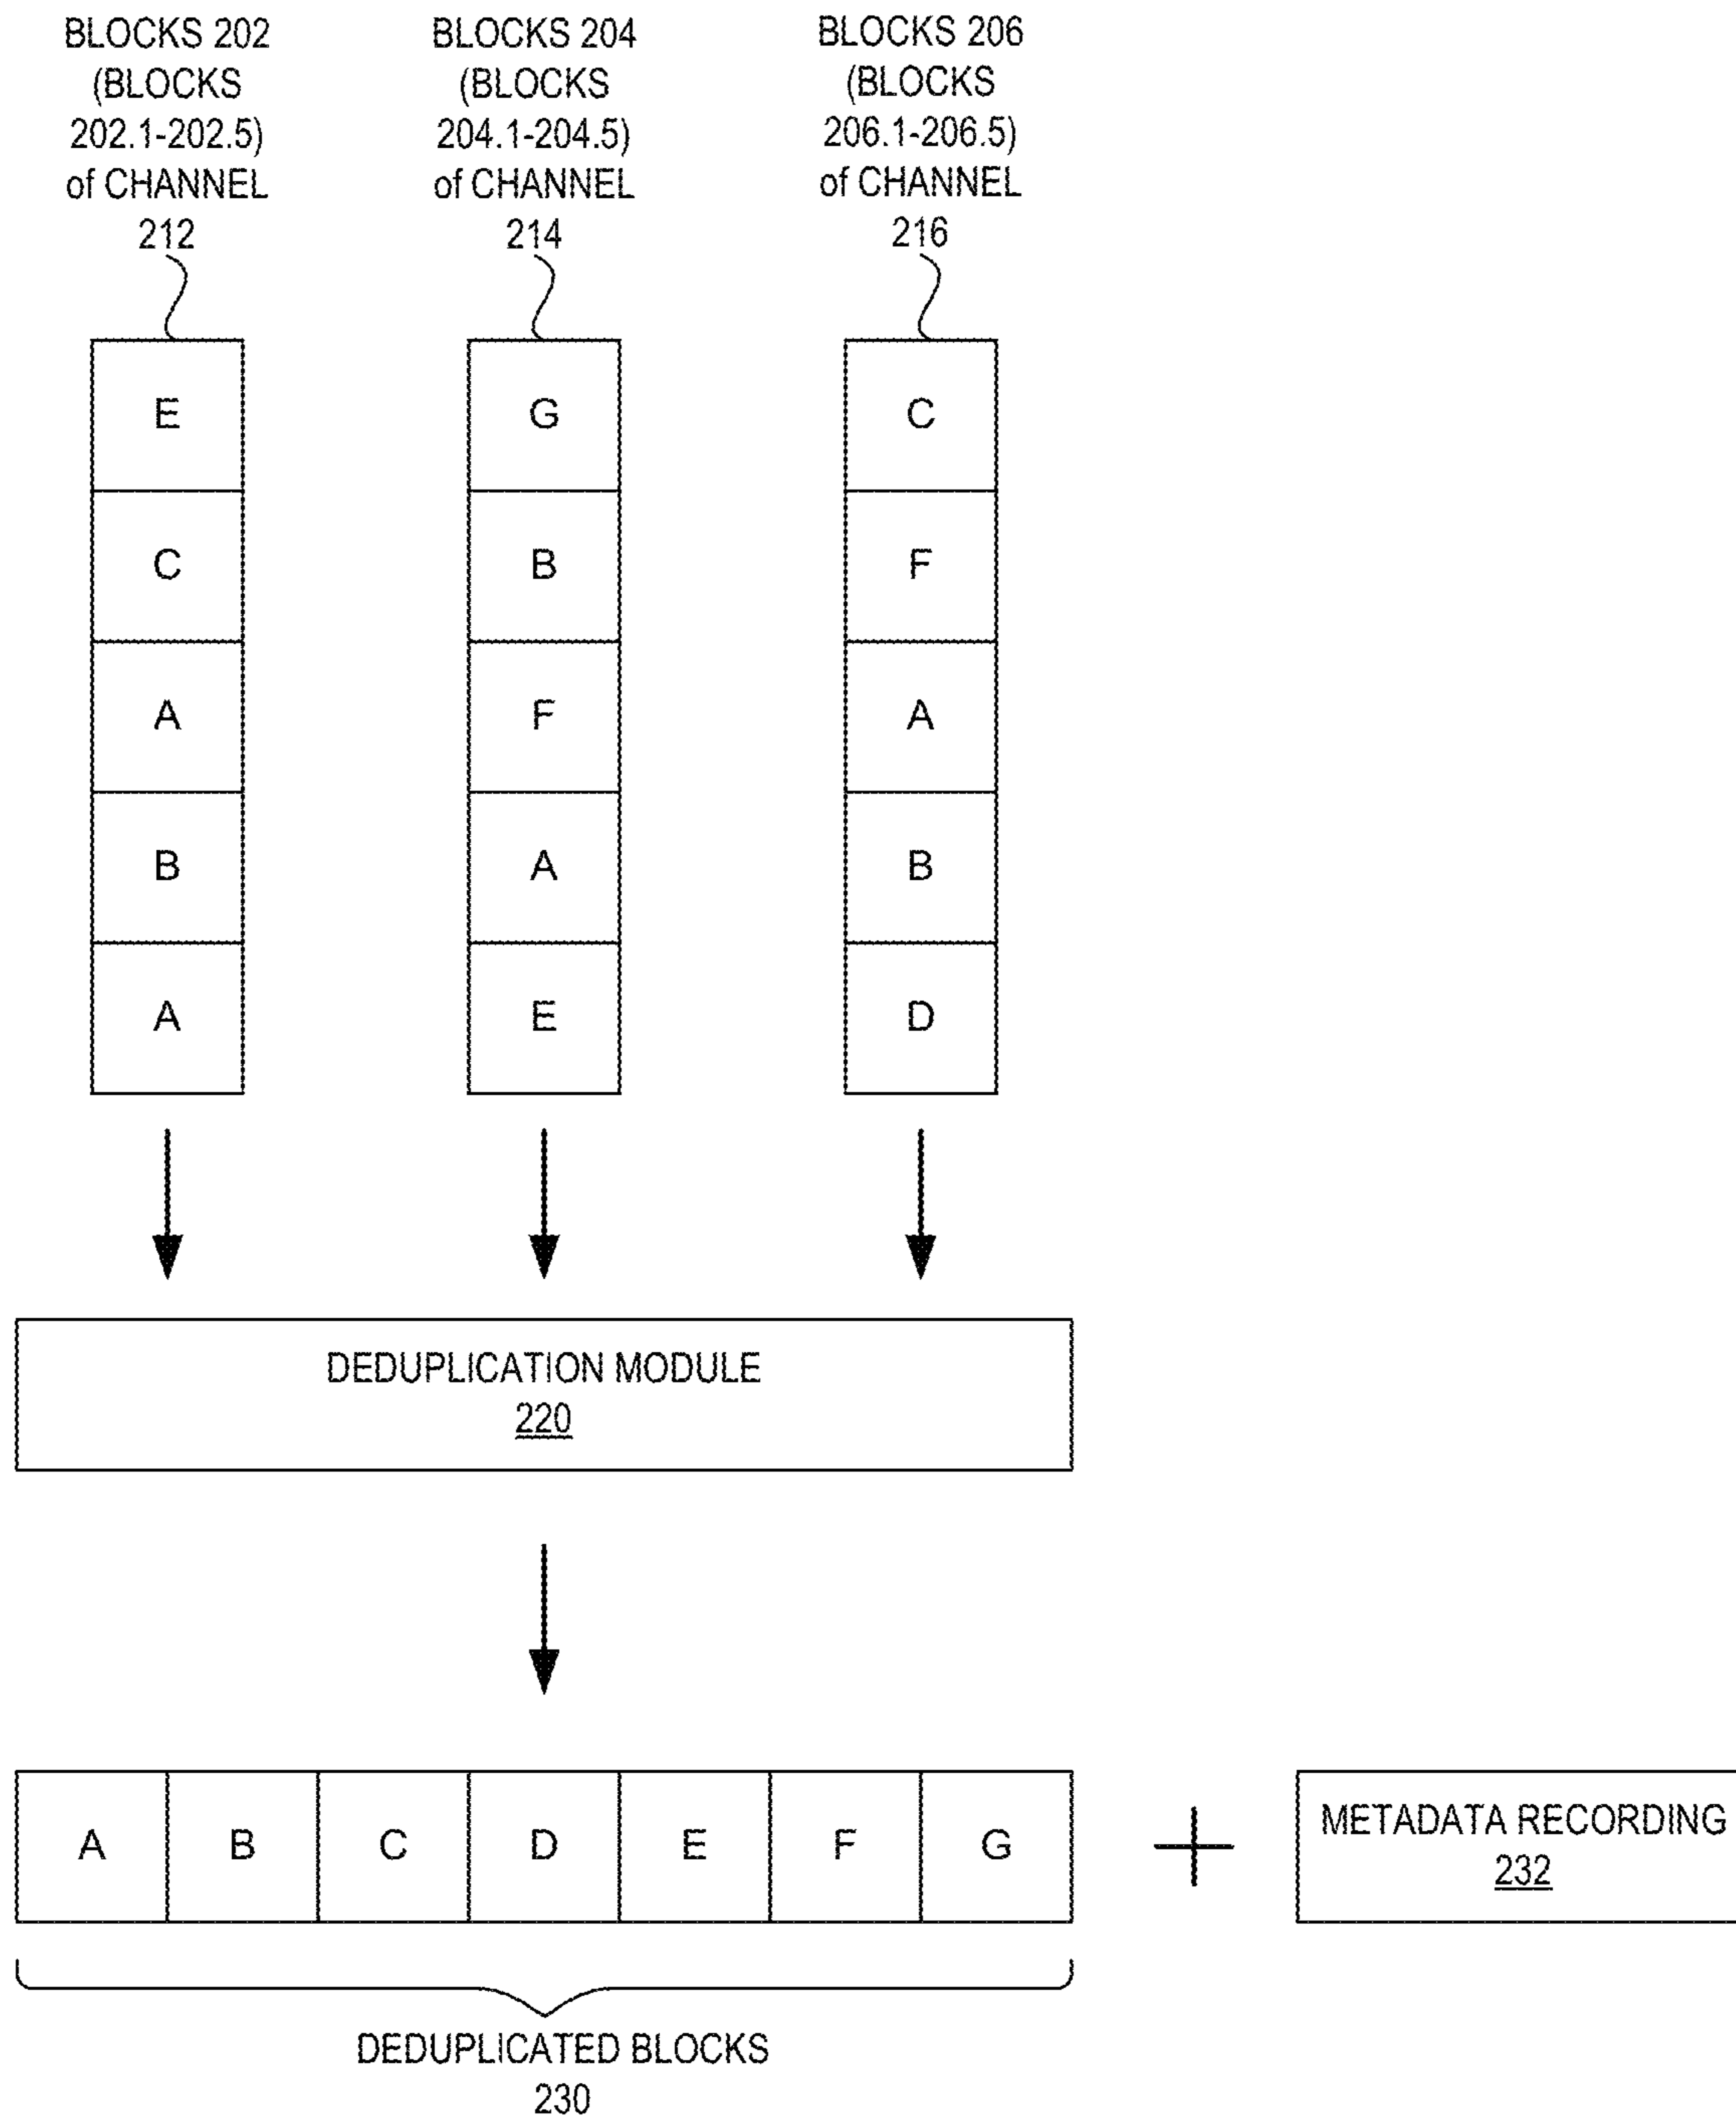 BLOCKS 202
(BLOCKS
202.1-202.5)
of CHANNEL
212
BLOCKS 204
(BLOCKS
204.1-204.5)
of CHANNEL
214
BLOCKS 206
(BLOCKS
206.1-206.5)
of CHANNEL
216
E
C
A
B
A
G
B
F
A
E
C
F
A
B
D
DEDUPLICATION MODULE
220
A B C D E F G
METADATA RECORDING
232
DEDUPLICATED BLOCKS
230